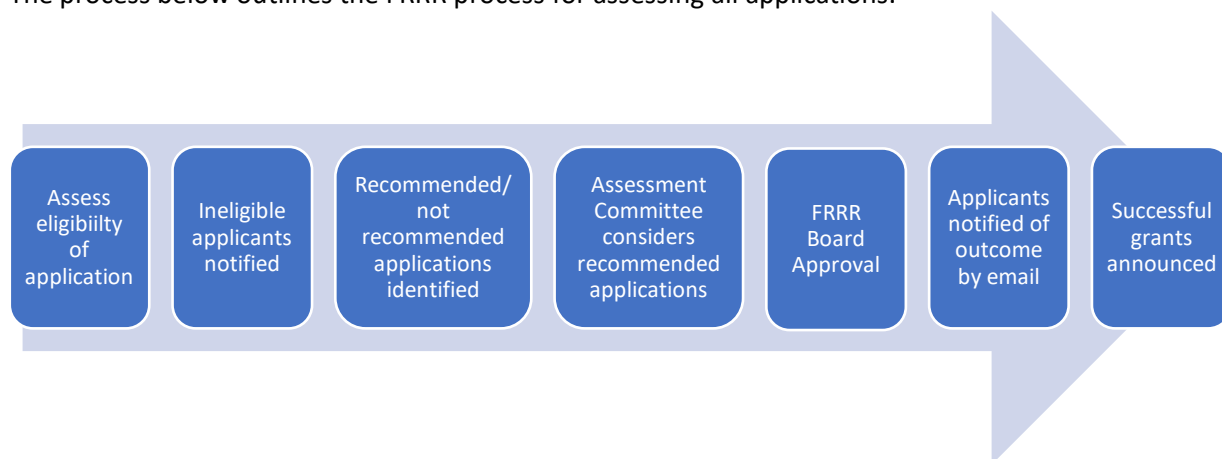 The process below outlines the FRRR process for assessing all applications.
Assess
eligibiilty
of
application
Ineligible
applicants
notified
Recommended/
not
recommended
applications
identified
Assessment
Committee
considers
recommended
applications
FRRR
Board
Approval
Applicants
notified of
outcome
by email
Successful
grants
announced